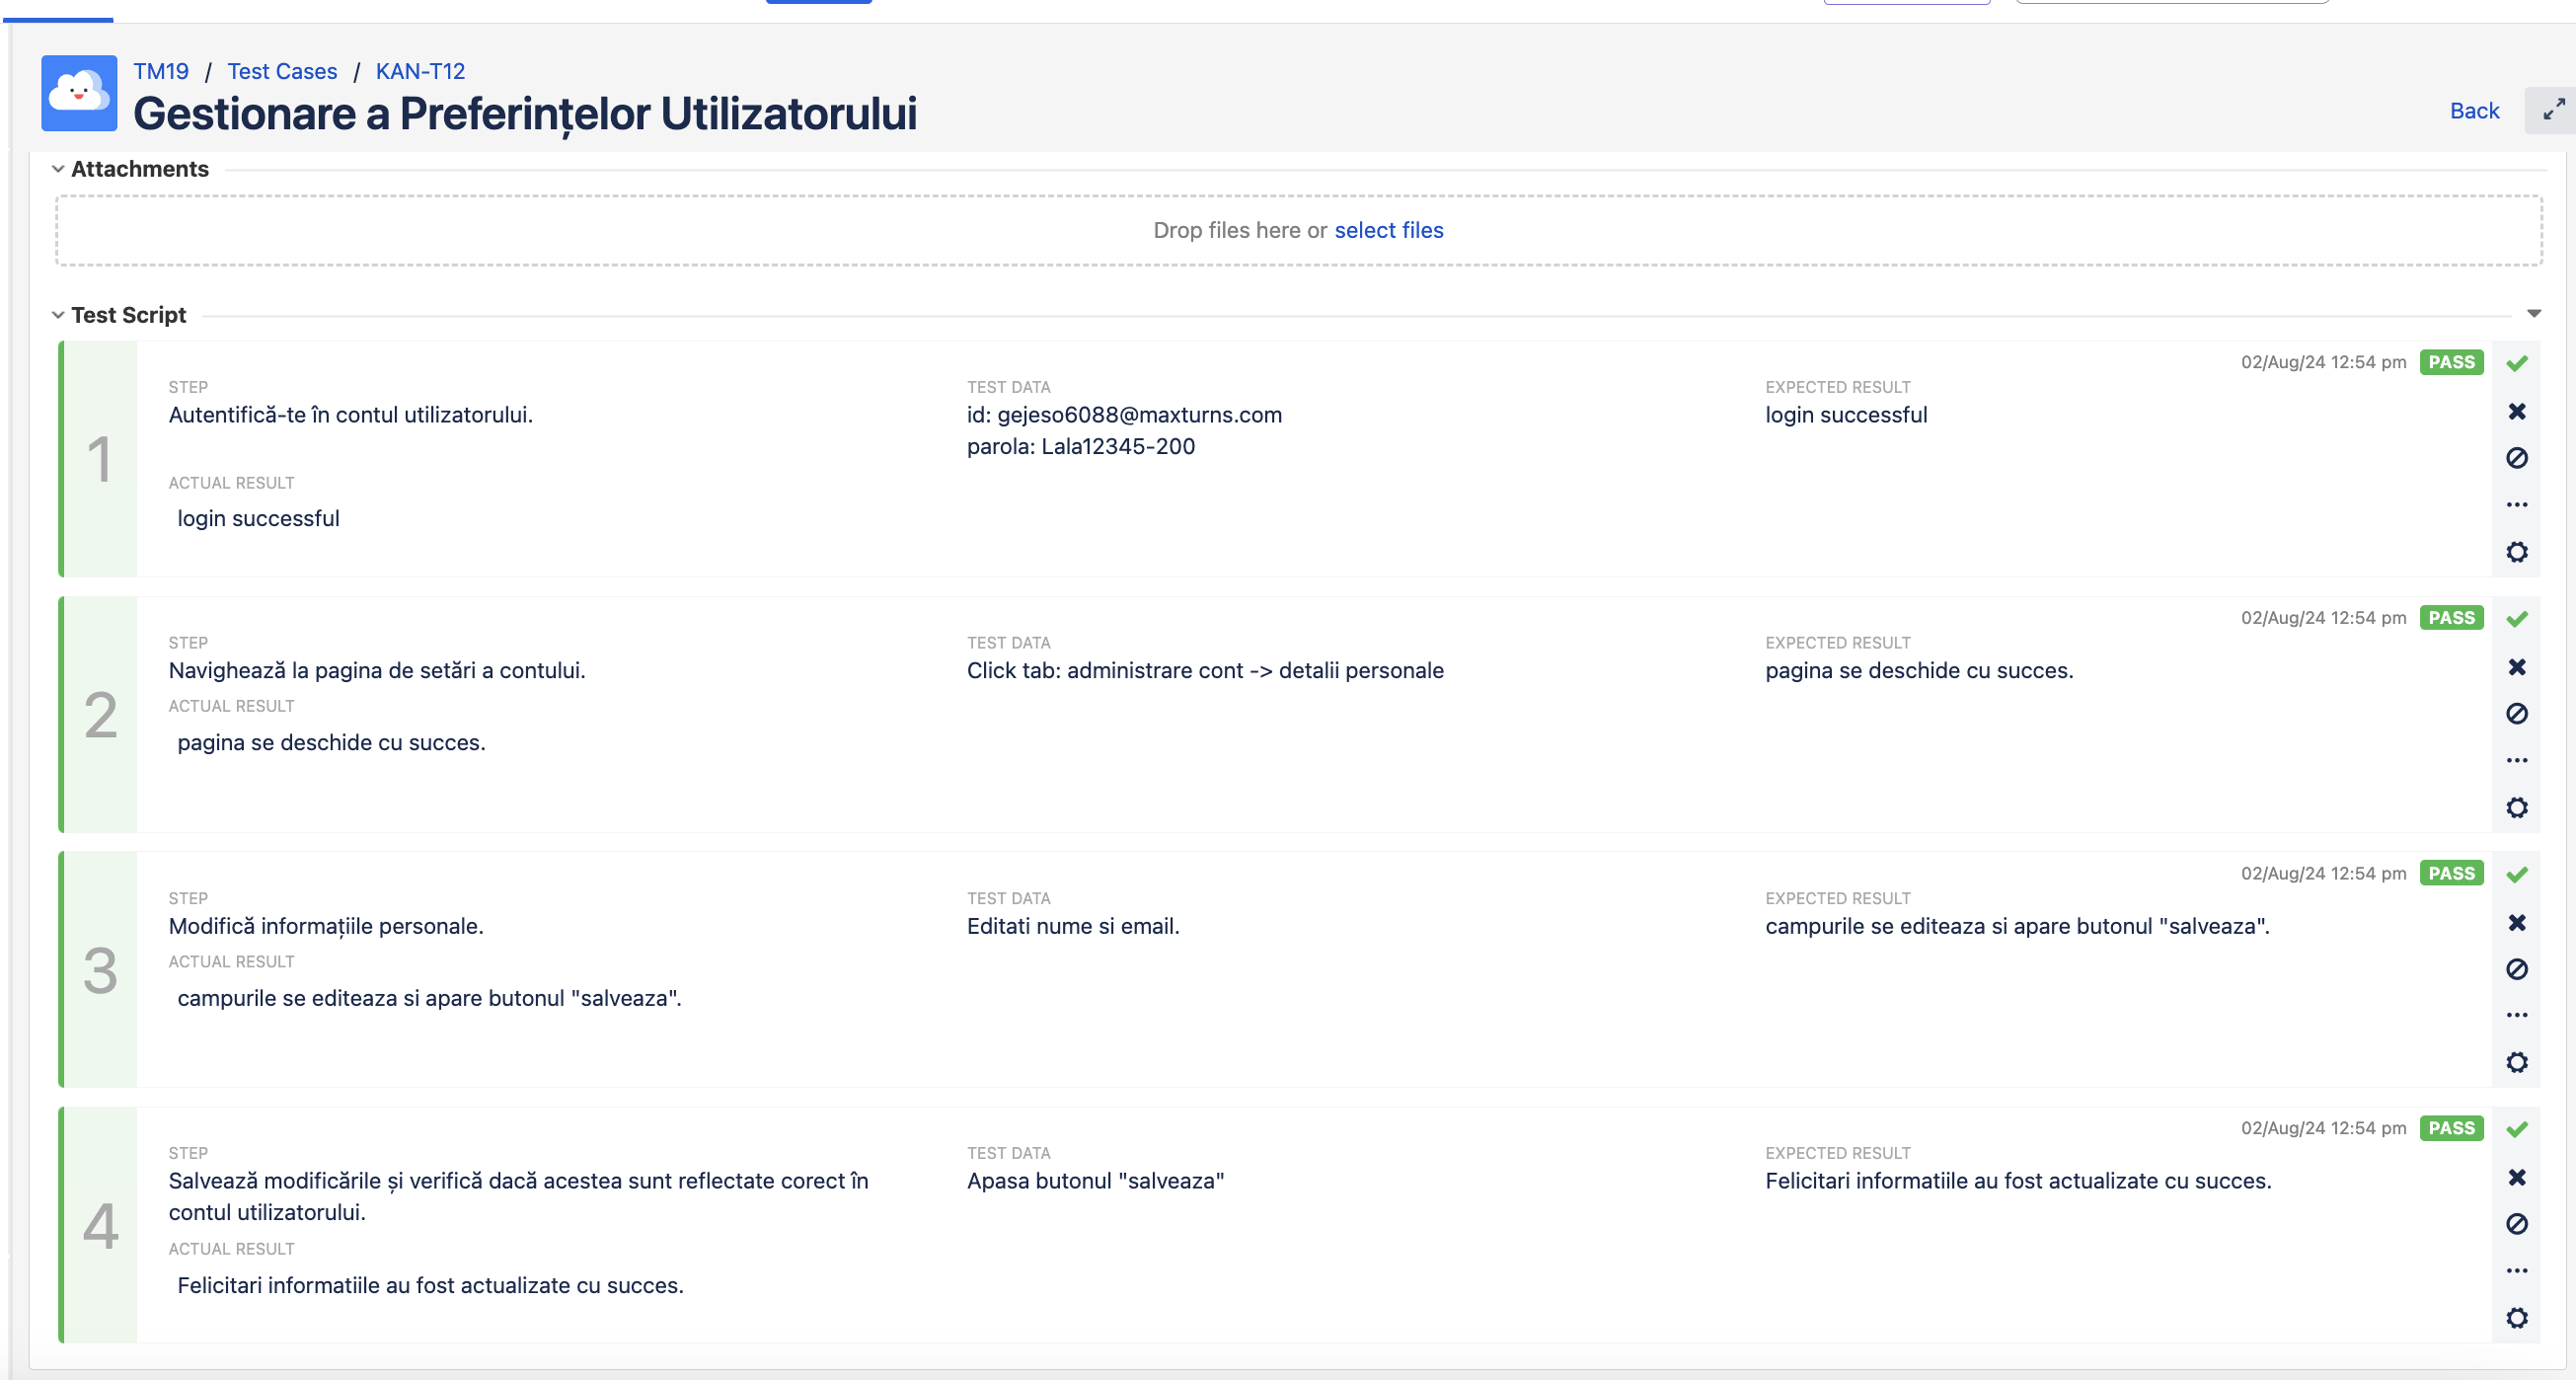 TM19 / Test Cases / KAN-T12
Gestionare a Preferințelor Utilizatorului
Back
Attachments
Drop files here or select files
Test Script
1
02/Aug/24 12:54 pm PASS
STEP
Autentifică-te în contul utilizatorului.
TEST DATA
id: gejeso6088@maxturns.com
parola: Lala12345-200
EXPECTED RESULT
login successful
ACTUAL RESULT
login successful
2
02/Aug/24 12:54 pm PASS
STEP
Navighează la pagina de setări a contului.
TEST DATA
Click tab: administrare cont -> detalii personale
EXPECTED RESULT
pagina se deschide cu succes.
ACTUAL RESULT
pagina se deschide cu succes.
3
02/Aug/24 12:54 pm PASS
STEP
Modifică informațiile personale.
TEST DATA
Editati nume si email.
EXPECTED RESULT
campurile se editeaza si apare butonul "salveaza".
ACTUAL RESULT
campurile se editeaza si apare butonul "salveaza".
4
02/Aug/24 12:54 pm PASS
STEP
Salvează modificările și verifică dacă acestea sunt reflectate corect în
contul utilizatorului.
TEST DATA
Apasa butonul "salveaza"
EXPECTED RESULT
Felicitari informatiile au fost actualizate cu succes.
ACTUAL RESULT
Felicitari informatiile au fost actualizate cu succes.